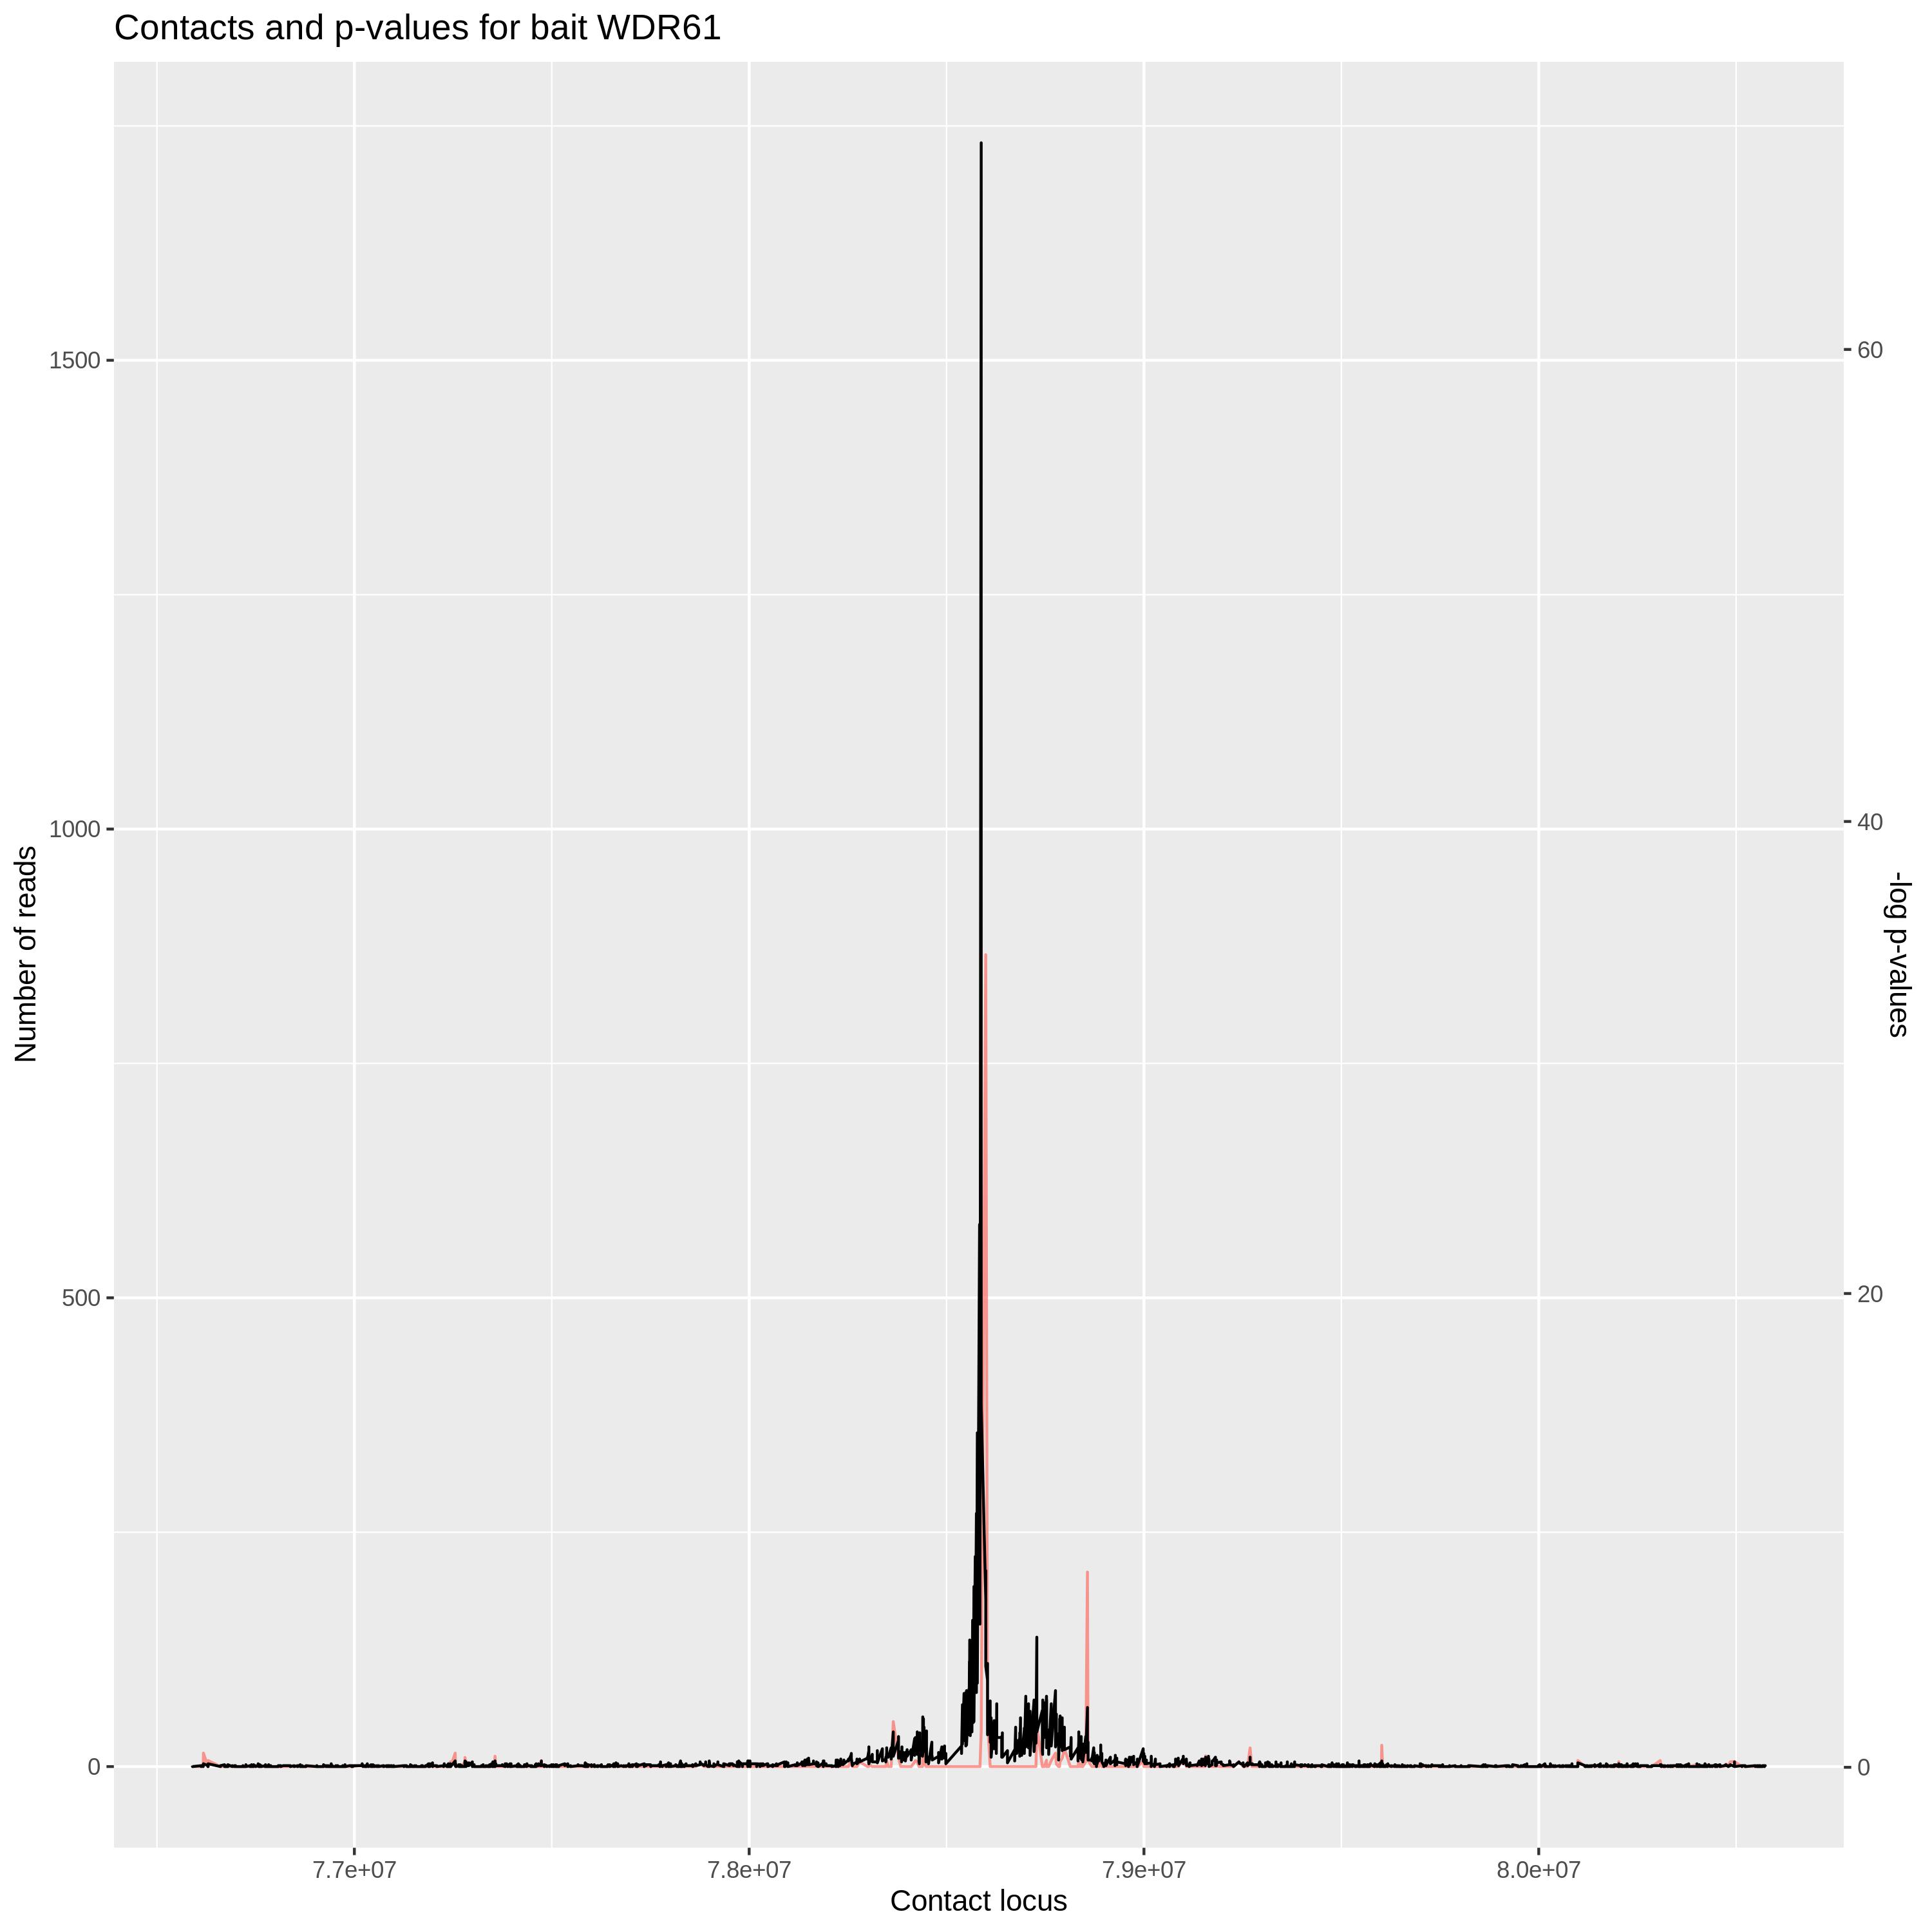 Contacts and p-values for bait WDR61
1500
1000
500
0
Number of reads
60
40
20
0
-log p-values
7.7e+07
7.8e+07
7.9e+07
8.0e+07
Contact locus